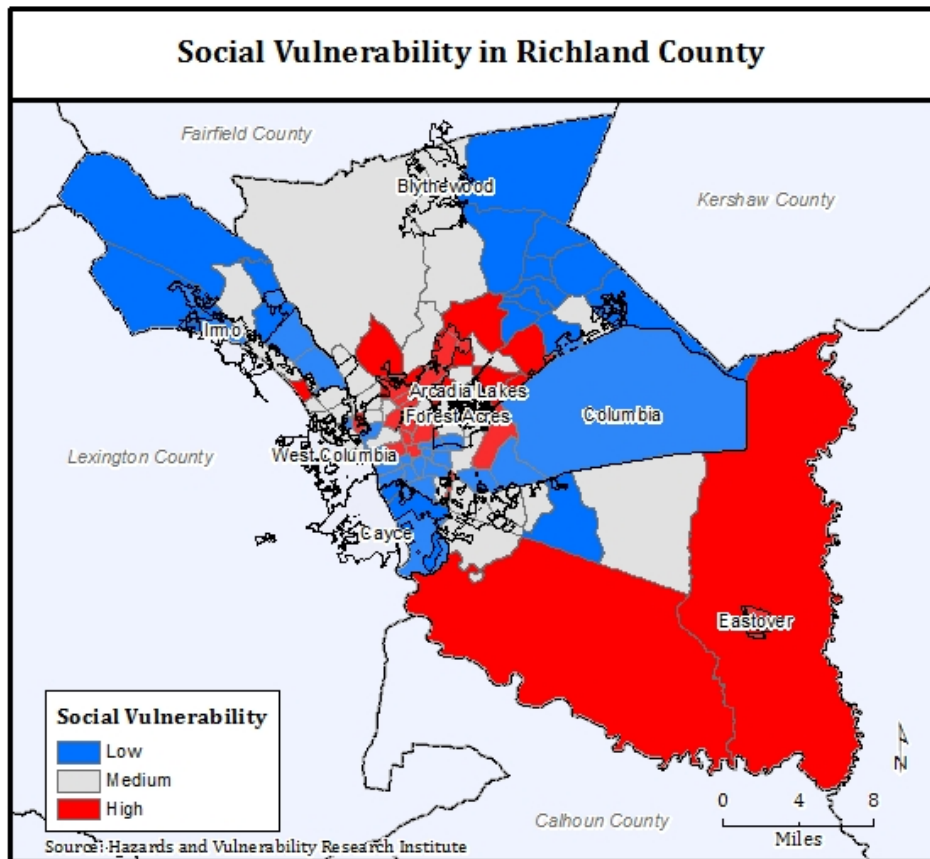 Social Vulnerability in Richland County
Fairfield County
Blythewood
Kershaw County
Irmo
Arcadia Lakes
Forest Acres
Columbia
Lexington County
West Columbia
Cayce
Eastover
Social Vulnerability
Low
Medium
High
N
0 4 8
Miles
Calhoun County
Source: Hazards and Vulnerability Research Institute